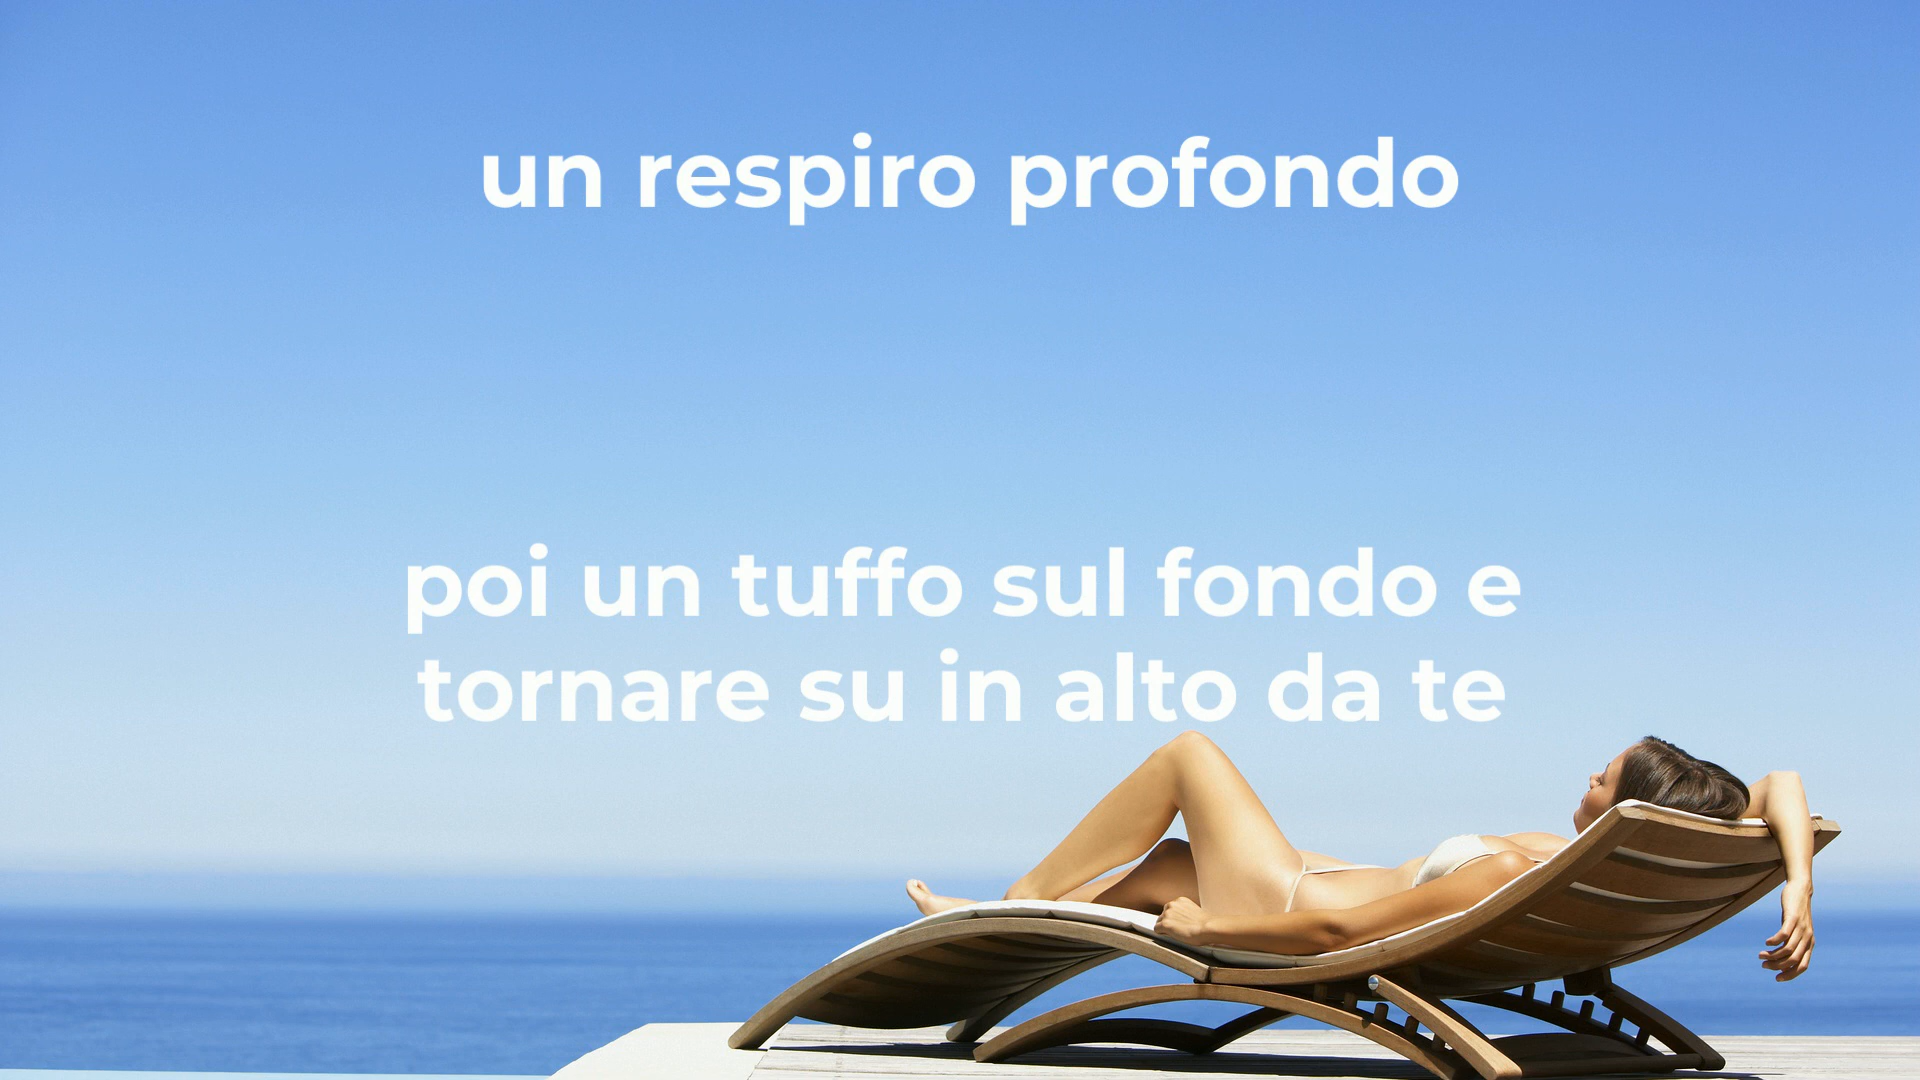 un respiro profondo
poi un tuffo sul fondo e
tornare su in alto da te